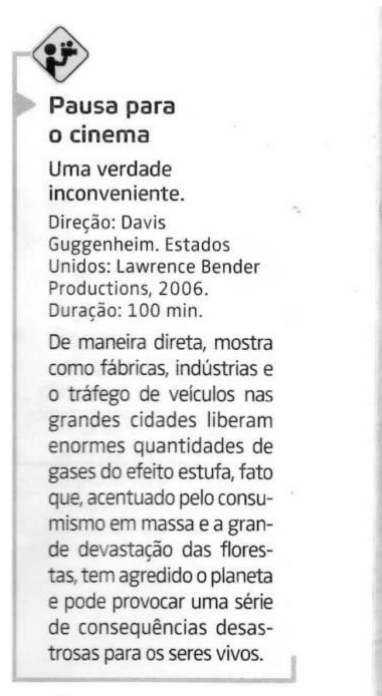 Pausa para
o cinema
Uma verdade
inconveniente.
Direção: Davis
Guggenheim. Estados
Unidos: Lawrence Bender
Productions, 2006.
Duração: 100 min.
De maneira direta, mostra
como fábricas, indústrias e
o tráfego de veículos nas
grandes cidades liberam
enormes quantidades de
gases do efeito estufa, fato
que, acentuado pelo consu-
mismo em massa e a gran-
de devastação das flores-
tas, tem agredido o planeta
e pode provocar uma série
de consequências desas-
trosas para os seres vivos.